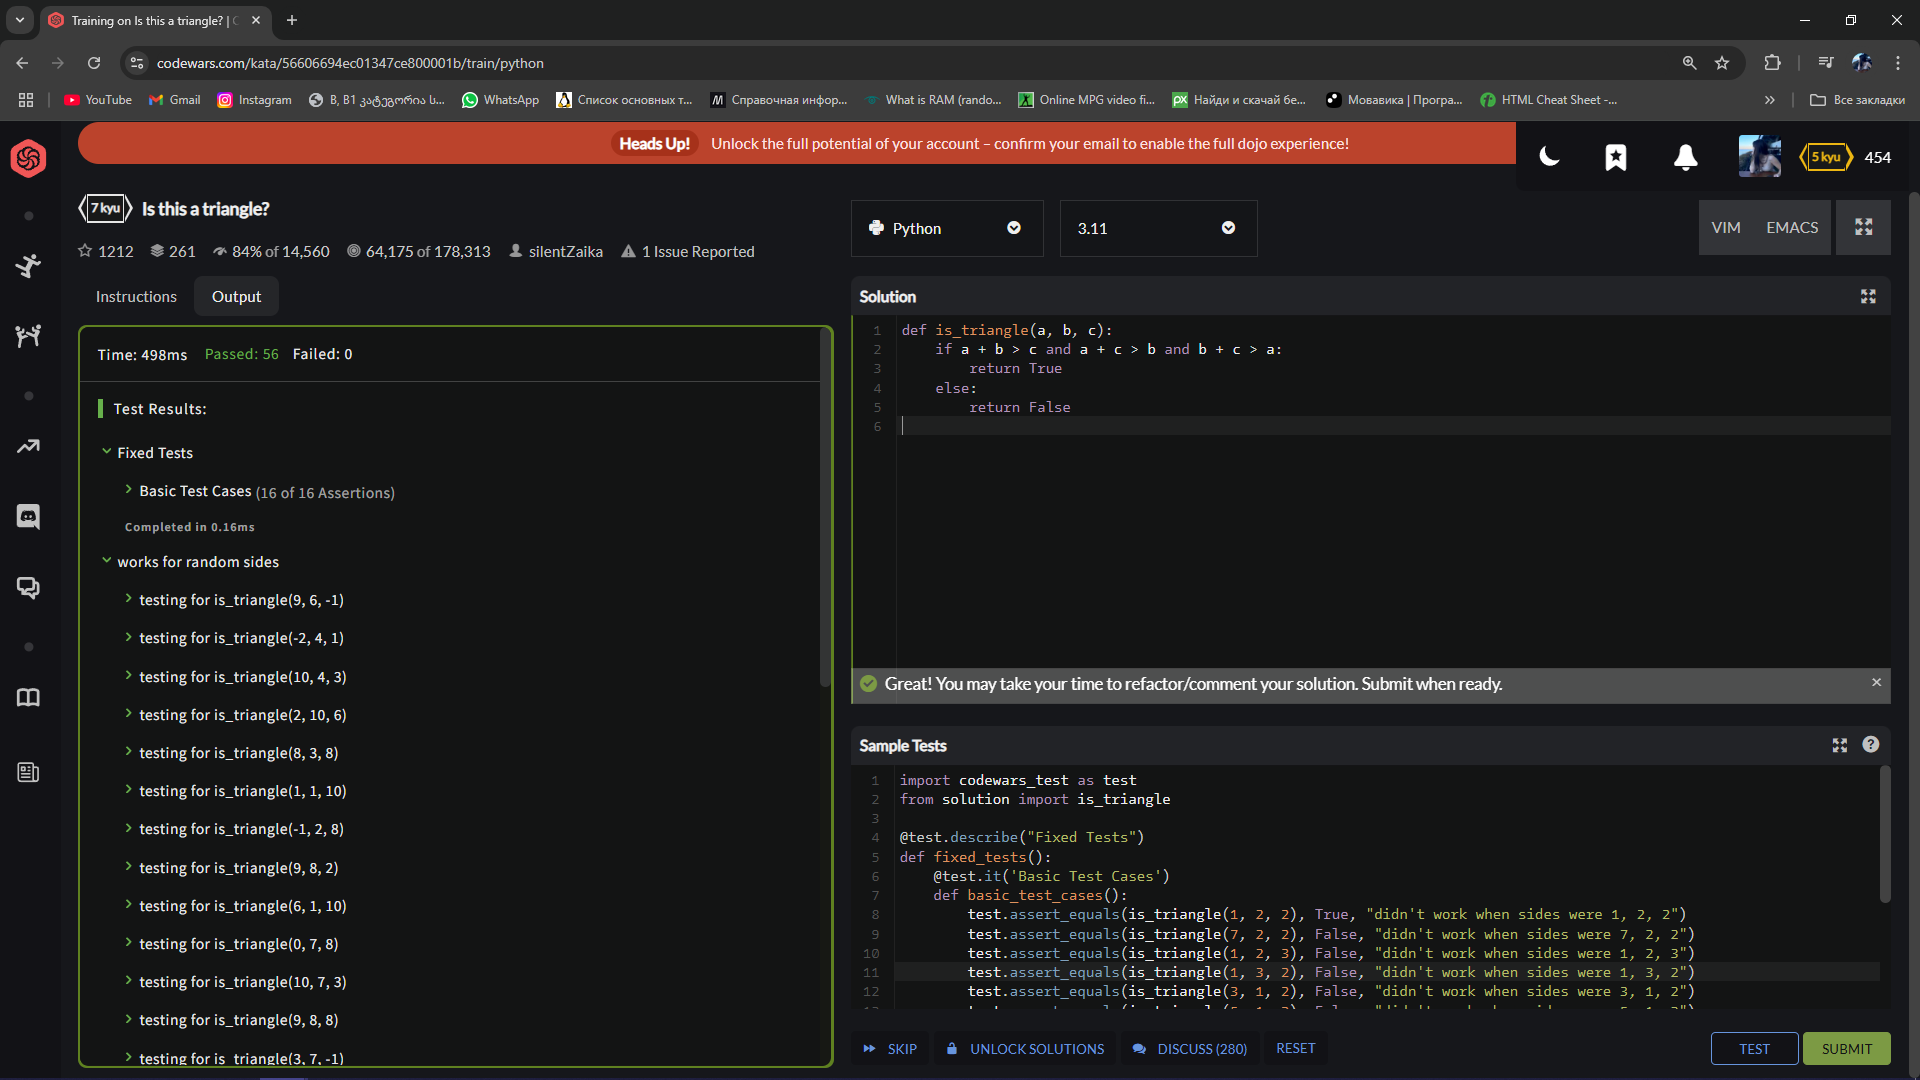 Training on Is this a triangle? | C
codewars.com/kata/56606694ec01347ce800001b/train/python
YouTube
Gmail
Instagram
B, B1 კატეგორია ს...
WhatsApp
Список основных т...
Справочная инфор...
What is RAM (rando...
Online MPG video fi...
Найди и скачай бе...
Мовавика | Програ...
HTML Cheat Sheet -...
Все закладки
Heads Up! Unlock the full potential of your account – confirm your email to enable the full dojo experience!
5 kyu 454
7 kyu Is this a triangle?
1212 261 84% of 14,560 64,175 of 178,313 silentZaika 1 Issue Reported
Instructions Output
Time: 498ms Passed: 56 Failed: 0
Test Results:
Fixed Tests
Basic Test Cases (16 of 16 Assertions)
Completed in 0.16ms
works for random sides
testing for is_triangle(9, 6, -1)
testing for is_triangle(-2, 4, 1)
testing for is_triangle(10, 4, 3)
testing for is_triangle(2, 10, 6)
testing for is_triangle(8, 3, 8)
testing for is_triangle(1, 1, 10)
testing for is_triangle(-1, 2, 8)
testing for is_triangle(9, 8, 2)
testing for is_triangle(6, 1, 10)
testing for is_triangle(0, 7, 8)
testing for is_triangle(10, 7, 3)
testing for is_triangle(9, 8, 8)
testing for is_triangle(3, 7, -1)
Python
3.11
VIM EMACS
Solution
1 def is_triangle(a, b, c):
2 if a + b > c and a + c > b and b + c > a:
3 return True
4 else:
5 return False
6
Great! You may take your time to refactor/comment your solution. Submit when ready.
Sample Tests
1 import codewars_test as test
2 from solution import is_triangle
3
4 @test.describe("Fixed Tests")
5 def fixed_tests():
6 @test.it('Basic Test Cases')
7 def basic_test_cases():
8 test.assert_equals(is_triangle(1, 2, 2), True, "didn't work when sides were 1, 2, 2")
9 test.assert_equals(is_triangle(7, 2, 2), False, "didn't work when sides were 7, 2, 2")
10 test.assert_equals(is_triangle(1, 2, 3), False, "didn't work when sides were 1, 2, 3")
11 test.assert_equals(is_triangle(1, 3, 2), False, "didn't work when sides were 1, 3, 2")
12 test.assert_equals(is_triangle(3, 1, 2), False, "didn't work when sides were 3, 1, 2")
SKIP UNLOCK SOLUTIONS DISCUSS (280) RESET TEST SUBMIT